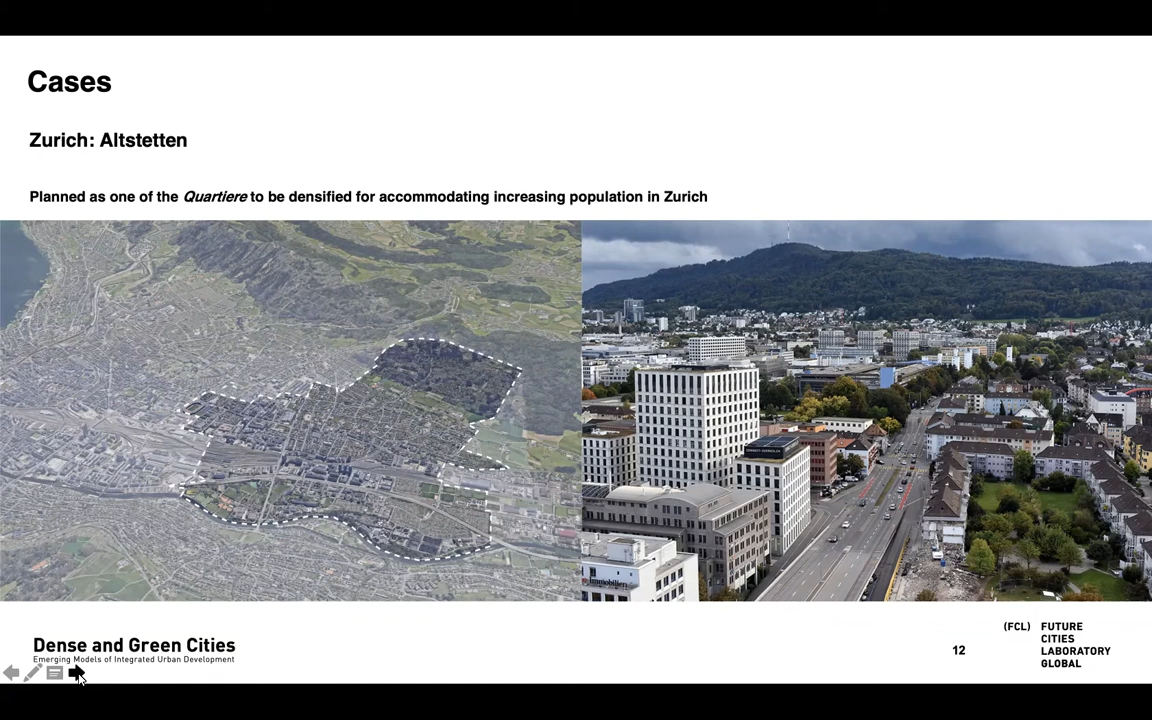 Cases
Zurich: Altstetten
Planned as one of the Quartiere to be densified for accommodating increasing population in Zurich
immobilien
Dense and Green Cities
Emerging Models of Integrated Urban Development
12
(FCL) FUTURE
CITIES
LABORATORY
GLOBAL